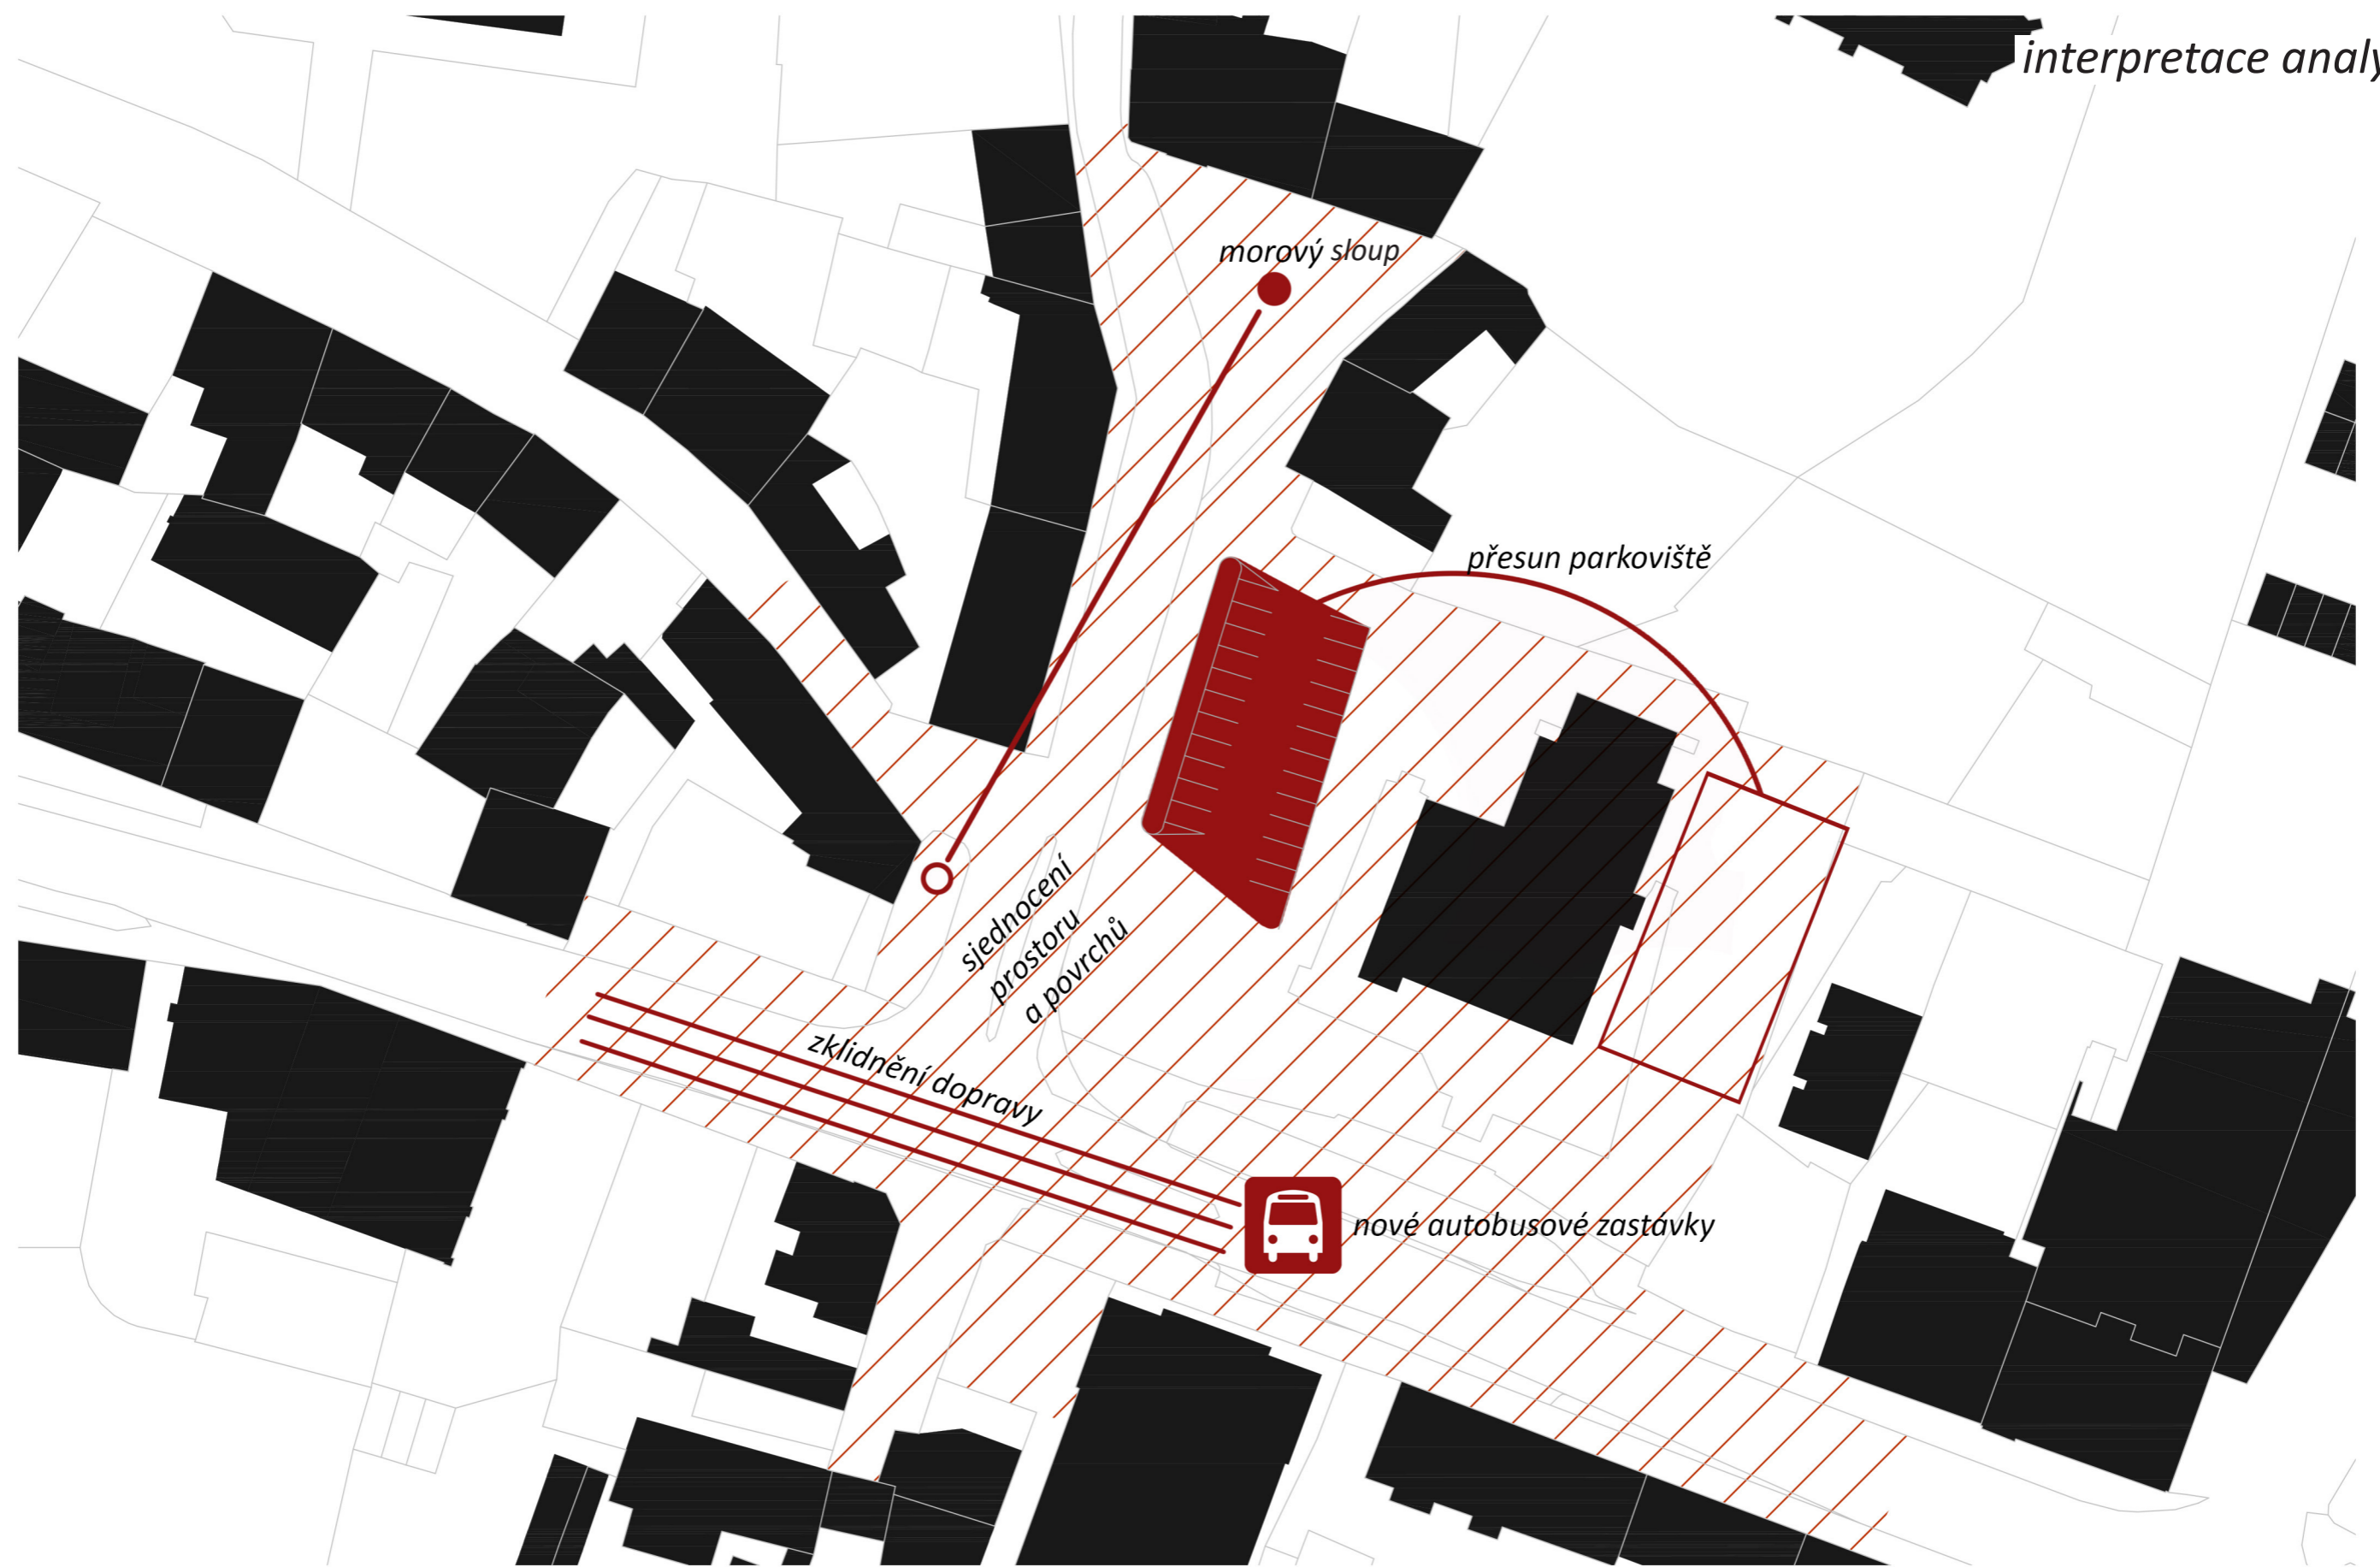 interpretace analy
morový sloup
přesun parkoviště
sjednocení
prostoru
a povrchů
zklidnění dopravy
nové autobusové zastávky